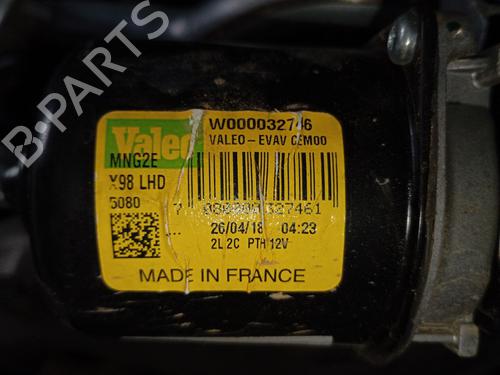 B-PARTS
Valeo
W000032746
VALEO-EVAV CEM00
MNG2E
X98 LHD
5080
26/04/18 04:23
2L 2C PTH 12V
MADE IN FRANCE